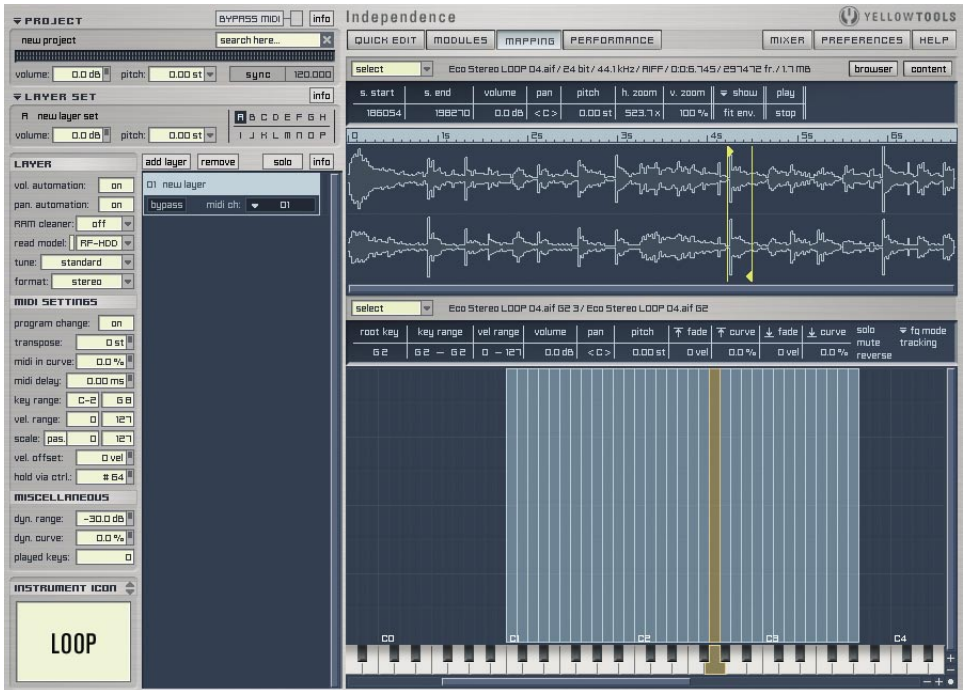 PROJECT BYPASS MIDI info
new project search here...
volume: 0.0 dB pitch: 0.00 st sync 120.000
LAYER SET info
A new layer set A B C D E F G H
volume: 0.0 dB pitch: 0.00 st I J K L M N O P
LAYER add layer remove solo info
vol. automation: on
pan. automation: on
RAM cleaner: off
read model: RF-HDD
tune: standard
format: stereo
01 new layer
bypass midi ch: 01
MIDI SETTINGS
program change: on
transpose: 0 st
midi in curve: 0.0 %
midi delay: 0.00 ms
key range: C-2 G8
vel. range: 0 127
scale: pas. 0 127
vel. offset: 0 vel
hold via ctrl.: # 64
MISCELLANEOUS
dyn. range: -30.0 dB
dyn. curve: 0.0 %
played keys: 0
INSTRUMENT ICON
LOOP
Independence YELLOWTOOLS
QUICK EDIT MODULES MAPPING PERFORMANCE MIXER PREFERENCES HELP
select Eco Stereo LOOP 04.aif / 24 bit / 44.1 kHz / AIFF / 0:0:6.745 / 297472 fr. / 1.7 MB browser content
s. start s. end volume pan pitch h. zoom v. zoom show play
186054 198270 0.0 dB < C > 0.00 st 523.7 x 100 % fit env. stop
0 1s 2s 3s 4s 5s 6s
select Eco Stereo LOOP 04.aif G2 3 / Eco Stereo LOOP 04.aif G2
root key key range vel range volume pan pitch fade curve fade curve solo fq mode
mute tracking
G2 G2 - G2 0 - 127 0.0 dB < C > 0.00 st 0 vel 0.0 % 0 vel 0.0 % reverse
C0 C1 C2 C3 C4